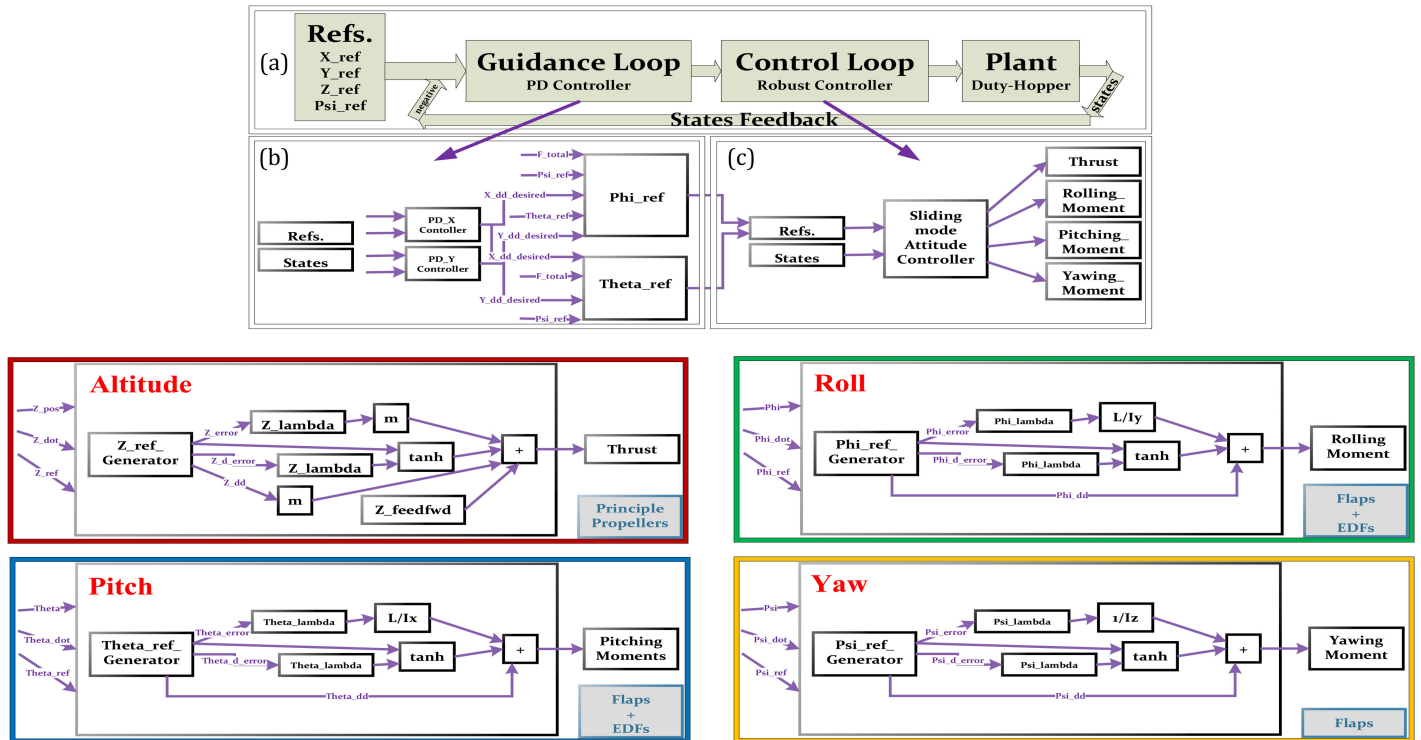 (a)
Refs.
X_ref
Y_ref
Z_ref
Psi_ref
Guidance Loop
PD Controller
Control Loop
Robust Controller
Plant
Duty-Hopper
negative
states
States Feedback
(b)
Refs.
States
PD_X
Contoller
PD_Y
Controller
F_total
Psi_ref
X_dd_desired
Theta_ref
Y_dd_desired
Phi_ref
X_dd_desired
F_total
Y_dd_desired
Psi_ref
Theta_ref
(c)
Refs.
States
Sliding
mode
Attitude
Controller
Thrust
Rolling_
Moment
Pitching_
Moment
Yawing_
Moment
Altitude
Z_pos
Z_dot
Z_ref
Z_ref_
Generator
Z_error
Z_d_error
Z_dd
Z_lambda
m
Z_lambda
tanh
m
Z_feedfwd
+
Thrust
Principle
Propellers
Roll
Phi
Phi_dot
Phi_ref
Phi_ref_
Generator
Phi_error
Phi_d_error
Phi_dd
Phi_lambda
L/Iy
Phi_lambda
tanh
+
Rolling
Moment
Flaps
+
EDFs
Pitch
Theta
Theta_dot
Theta_ref
Theta_ref_
Generator
Theta_error
Theta_d_error
Theta_dd
Theta_lambda
L/Ix
Theta_lambda
tanh
+
Pitching
Moments
Flaps
+
EDFs
Yaw
Psi
Psi_dot
Psi_ref
Psi_ref_
Generator
Psi_error
Psi_d_error
Psi_dd
Psi_lambda
1/Iz
Psi_lambda
tanh
+
Yawing
Moment
Flaps